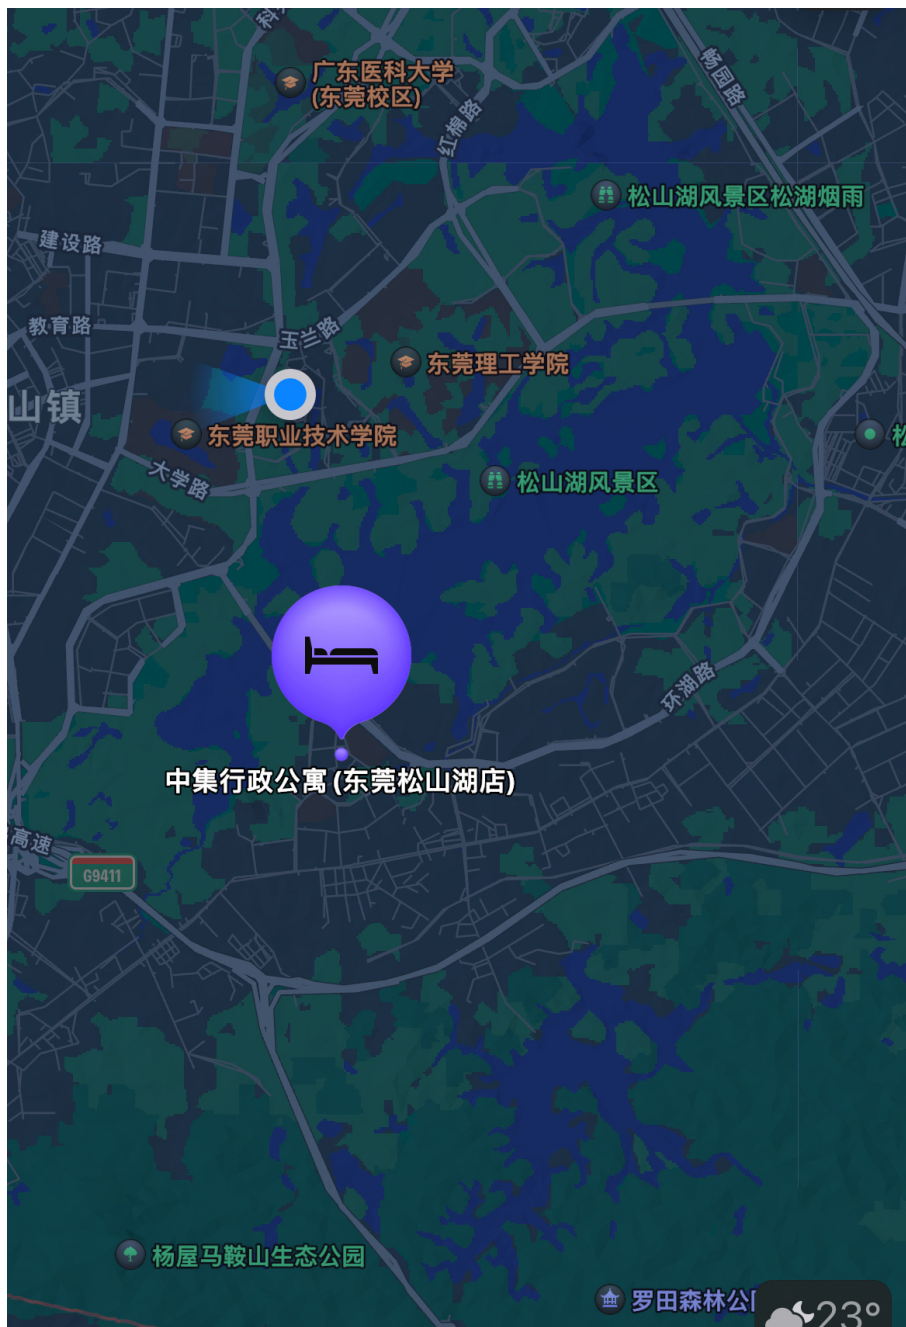 广东医科大学
(东莞校区)
畅园路
红棉路
松山湖风景区松湖烟雨
建设路
教育路
玉兰路
东莞理工学院
山镇
东莞职业技术学院
大学路
松山湖风景区
环湖路
中集行政公寓 (东莞松山湖店)
高速
G9411
杨屋马鞍山生态公园
罗田森林公
23°